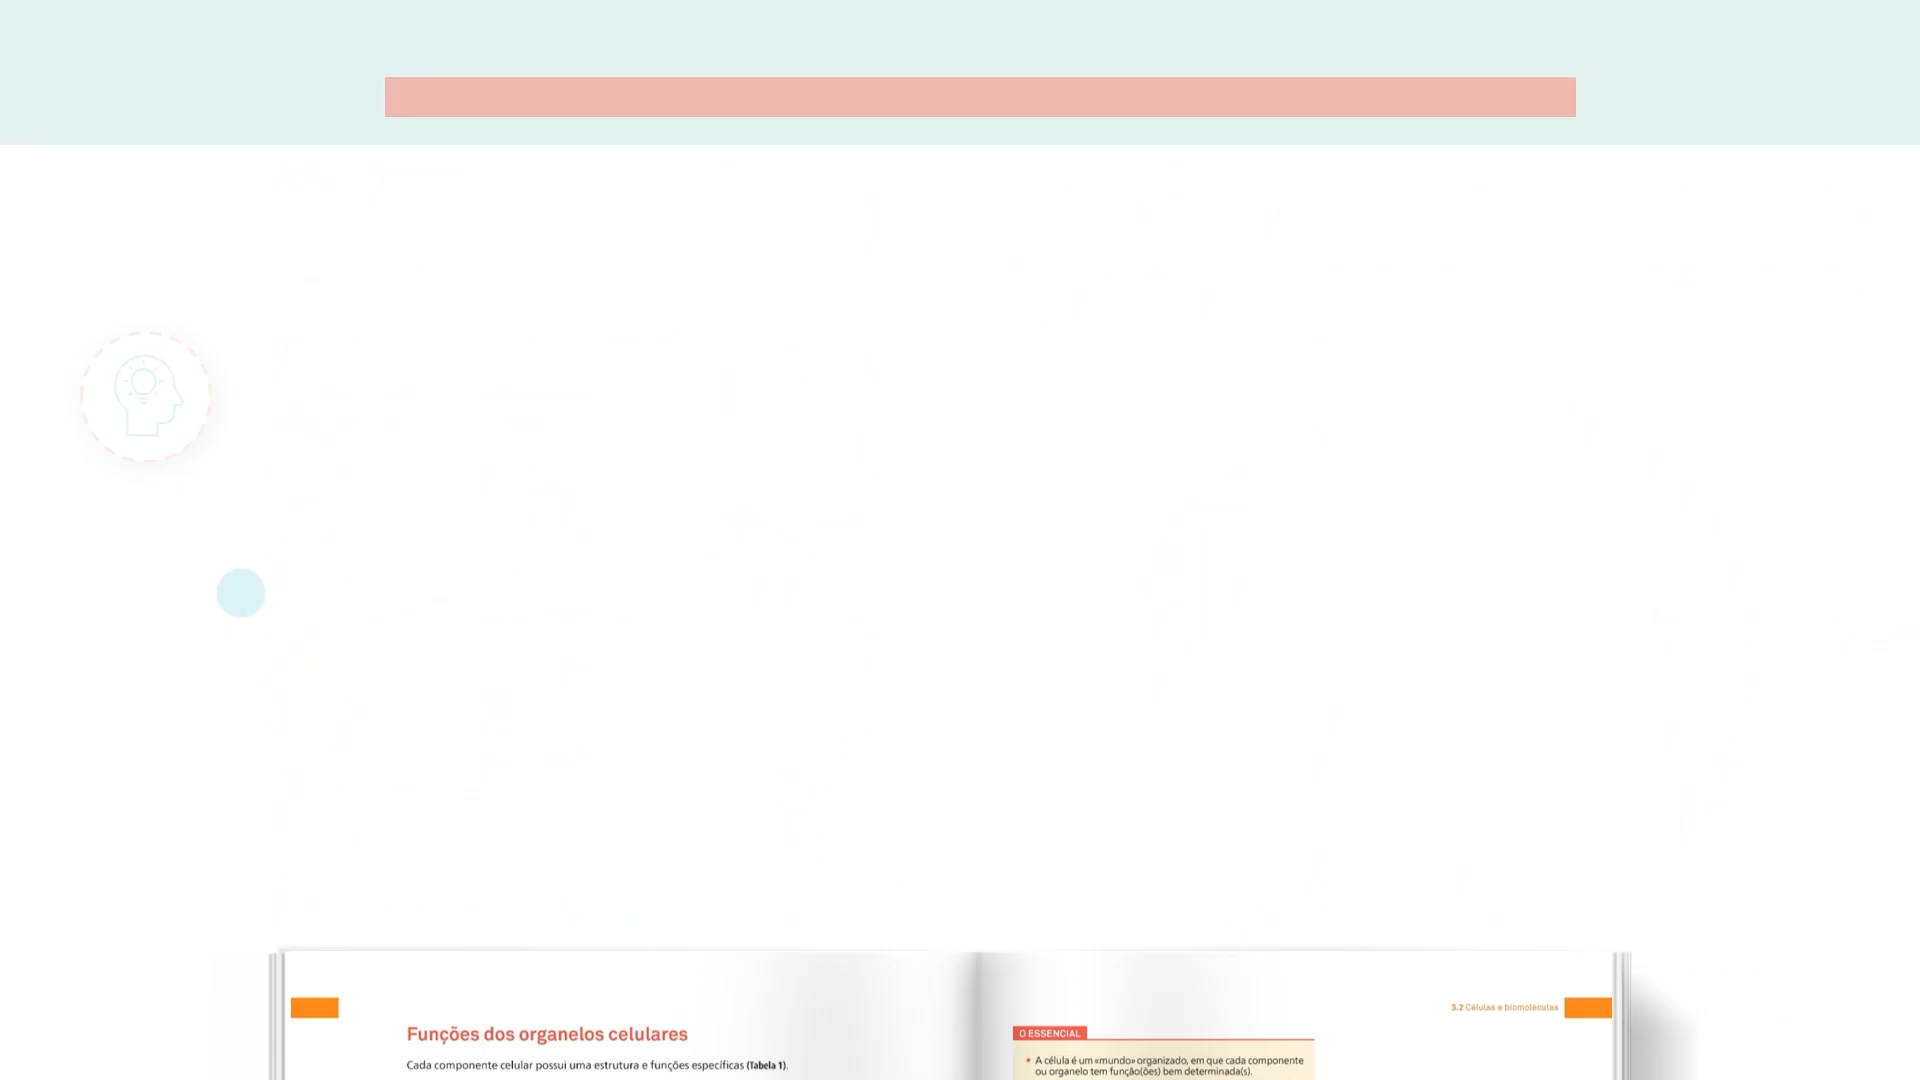 3.2 Células e biomoléculas
Funções dos organelos celulares
Cada componente celular possui uma estrutura e funções específicas (Tabela 1).
O ESSENCIAL
• A célula é um «mundo» organizado, em que cada componente
ou organelo tem função(ões) bem determinada(s).